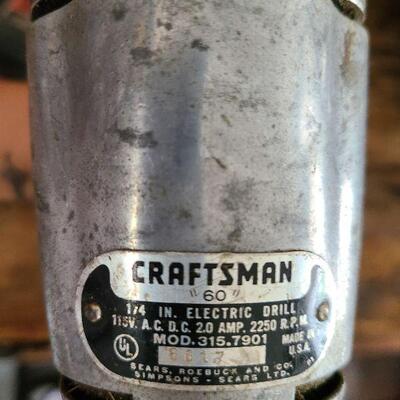 CRAFTSMAN
"60"
1/4 IN. ELECTRIC DRILL
115V. A.C. D.C. 2.0 AMP. 2250 R.P.M.
MOD. 315.7901
MADE IN
U.S.A.
UL
SEARS, ROEBUCK AND CO.
SIMPSONS - SEARS LTD.